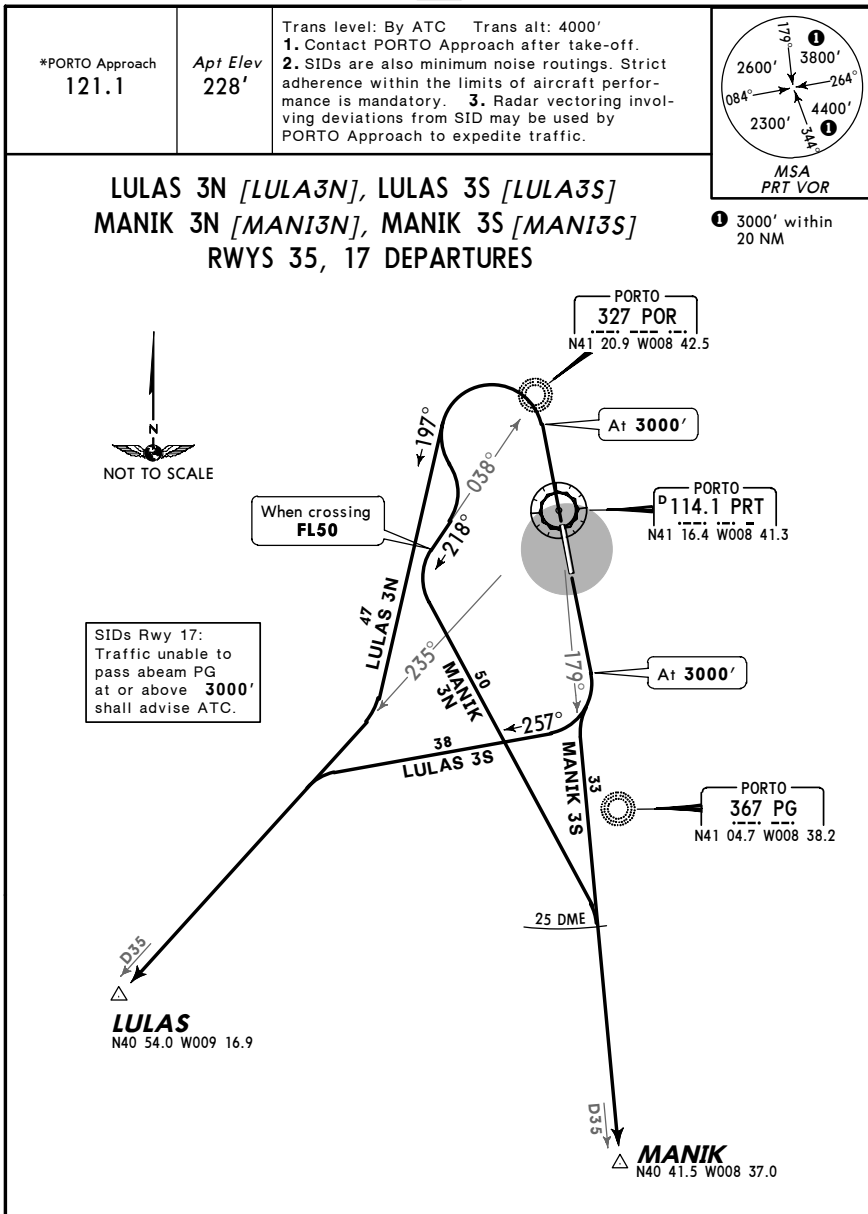 *PORTO Approach
121.1
Apt Elev
228'
Trans level: By ATC Trans alt: 4000'
1. Contact PORTO Approach after take-off.
2. SIDs are also minimum noise routings. Strict
adherence within the limits of aircraft perfor-
mance is mandatory. 3. Radar vectoring invol-
ving deviations from SID may be used by
PORTO Approach to expedite traffic.
179°
1
3800'
2600'
264°
084°
4400'
2300'
1
344°
MSA
PRT VOR
1 3000' within
20 NM
LULAS 3N [LULA3N], LULAS 3S [LULA3S]
MANIK 3N [MANI3N], MANIK 3S [MANI3S]
RWYS 35, 17 DEPARTURES
PORTO
327 POR
N41 20.9 W008 42.5
N
NOT TO SCALE
197°
At 3000'
038°
PORTO
D 114.1 PRT
N41 16.4 W008 41.3
When crossing
FL50
218°
47
LULAS 3N
SIDs Rwy 17:
Traffic unable to
pass abeam PG
at or above 3000'
shall advise ATC.
235°
50
MANIK
3N
179°
At 3000'
257°
38
LULAS 3S
33
MANIK 3S
PORTO
367 PG
N41 04.7 W008 38.2
25 DME
D35
LULAS
N40 54.0 W009 16.9
D35
MANIK
N40 41.5 W008 37.0